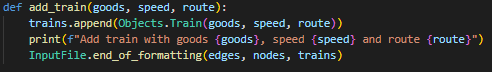 def add_train(goods, speed, route):
    trains.append(Objects.Train(goods, speed, route))
    print(f"Add train with goods {goods}, speed {speed} and route {route}")
    InputFile.end_of_formatting(edges, nodes, trains)